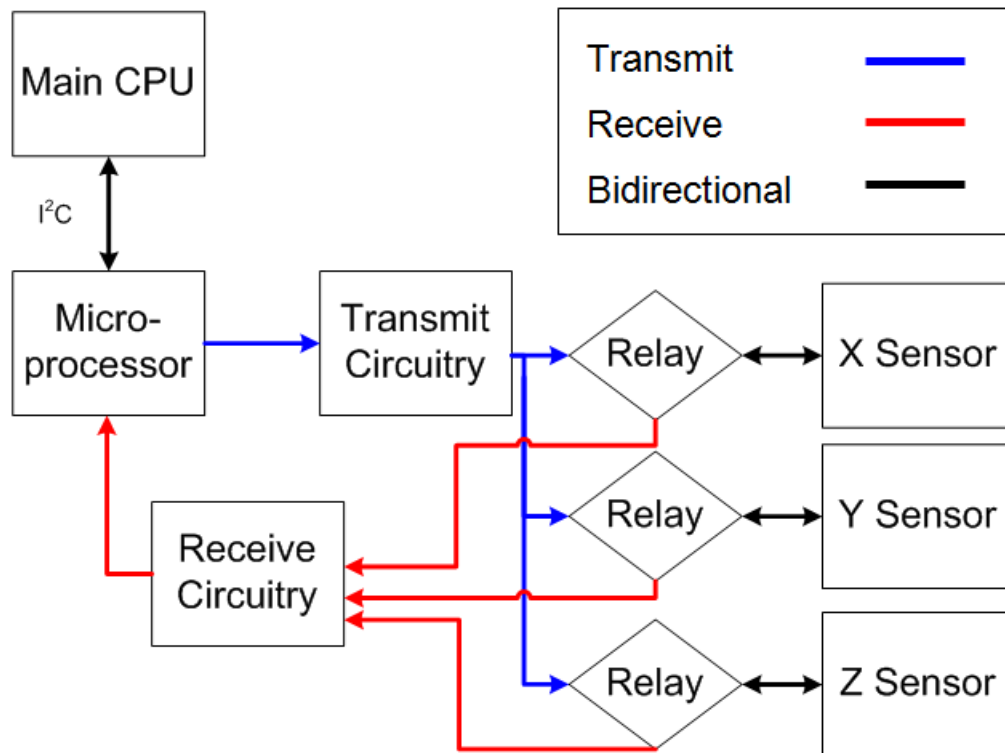 Main CPU
Transmit
Receive
Bidirectional
I²C
Micro-
processor
Transmit
Circuitry
Relay
X Sensor
Receive
Circuitry
Relay
Y Sensor
Relay
Z Sensor